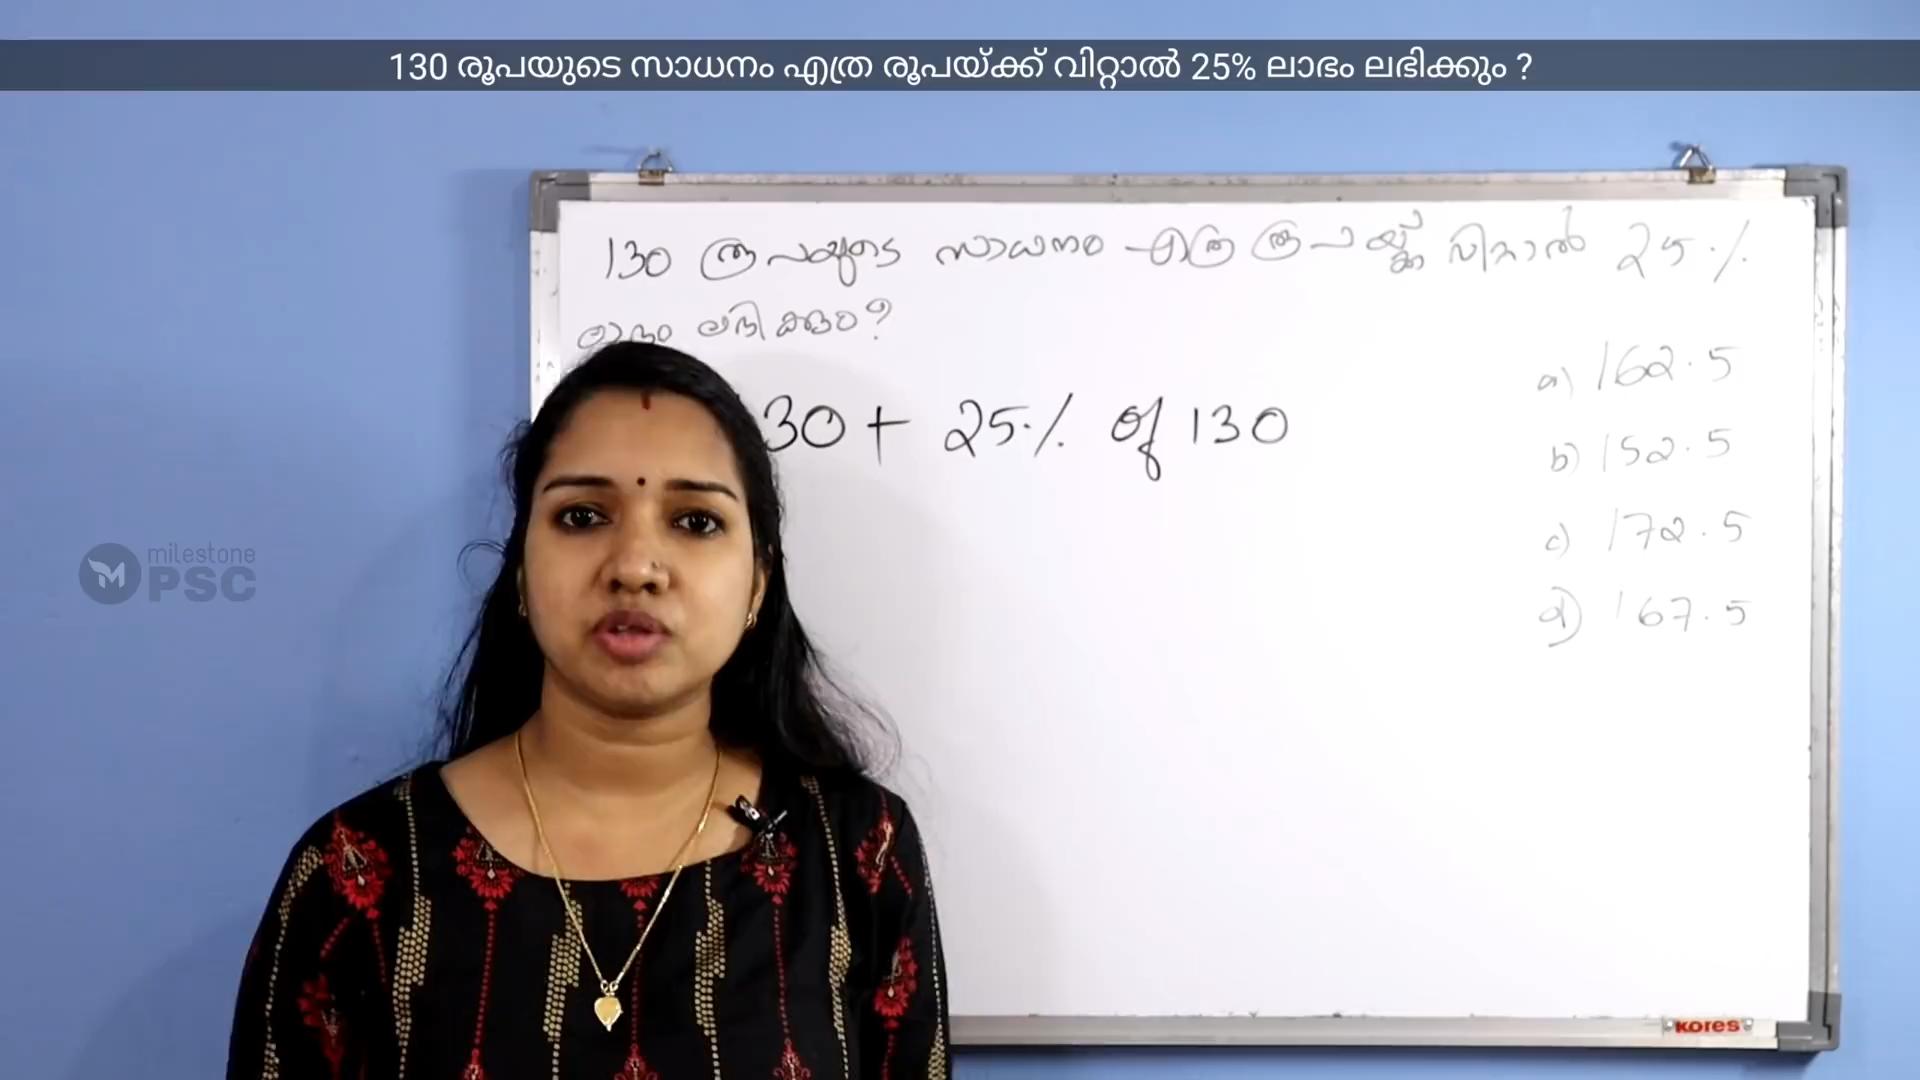 130 രൂപയുടെ സാധനം എത്ര രൂപയ്ക്ക് വിറ്റാൽ 25% ലാഭം ലഭിക്കും ?
130 രൂപയുടെ സാധനം എത്ര രൂപയ്ക്ക് വിറ്റാൽ 25%
ലാഭം ലഭിക്കും?
30 + 25% of 130
a) 162.5
b) 152.5
c) 172.5
d) 167.5
milestone
PSC
KORES